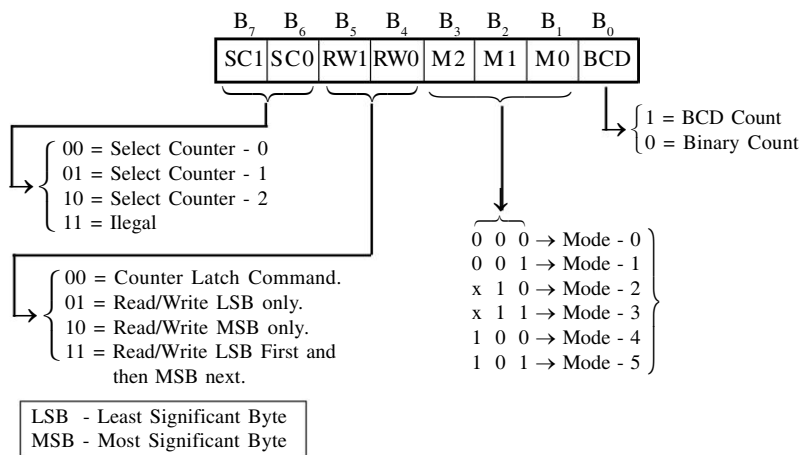 B7 B6 B5 B4 B3 B2 B1 B0
SC1 SC0 RW1 RW0 M2 M1 M0 BCD
1 = BCD Count
0 = Binary Count
00 = Select Counter - 0
01 = Select Counter - 1
10 = Select Counter - 2
11 = Ilegal
0 0 0 → Mode - 0
0 0 1 → Mode - 1
x 1 0 → Mode - 2
x 1 1 → Mode - 3
1 0 0 → Mode - 4
1 0 1 → Mode - 5
00 = Counter Latch Command.
01 = Read/Write LSB only.
10 = Read/Write MSB only.
11 = Read/Write LSB First and
then MSB next.
LSB - Least Significant Byte
MSB - Most Significant Byte